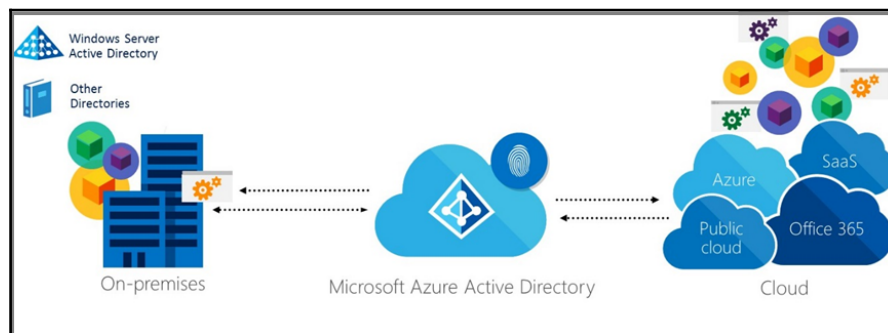 Windows Server
Active Directory
Other
Directories
Azure
SaaS
Public
cloud
Office 365
On-premises
Microsoft Azure Active Directory
Cloud